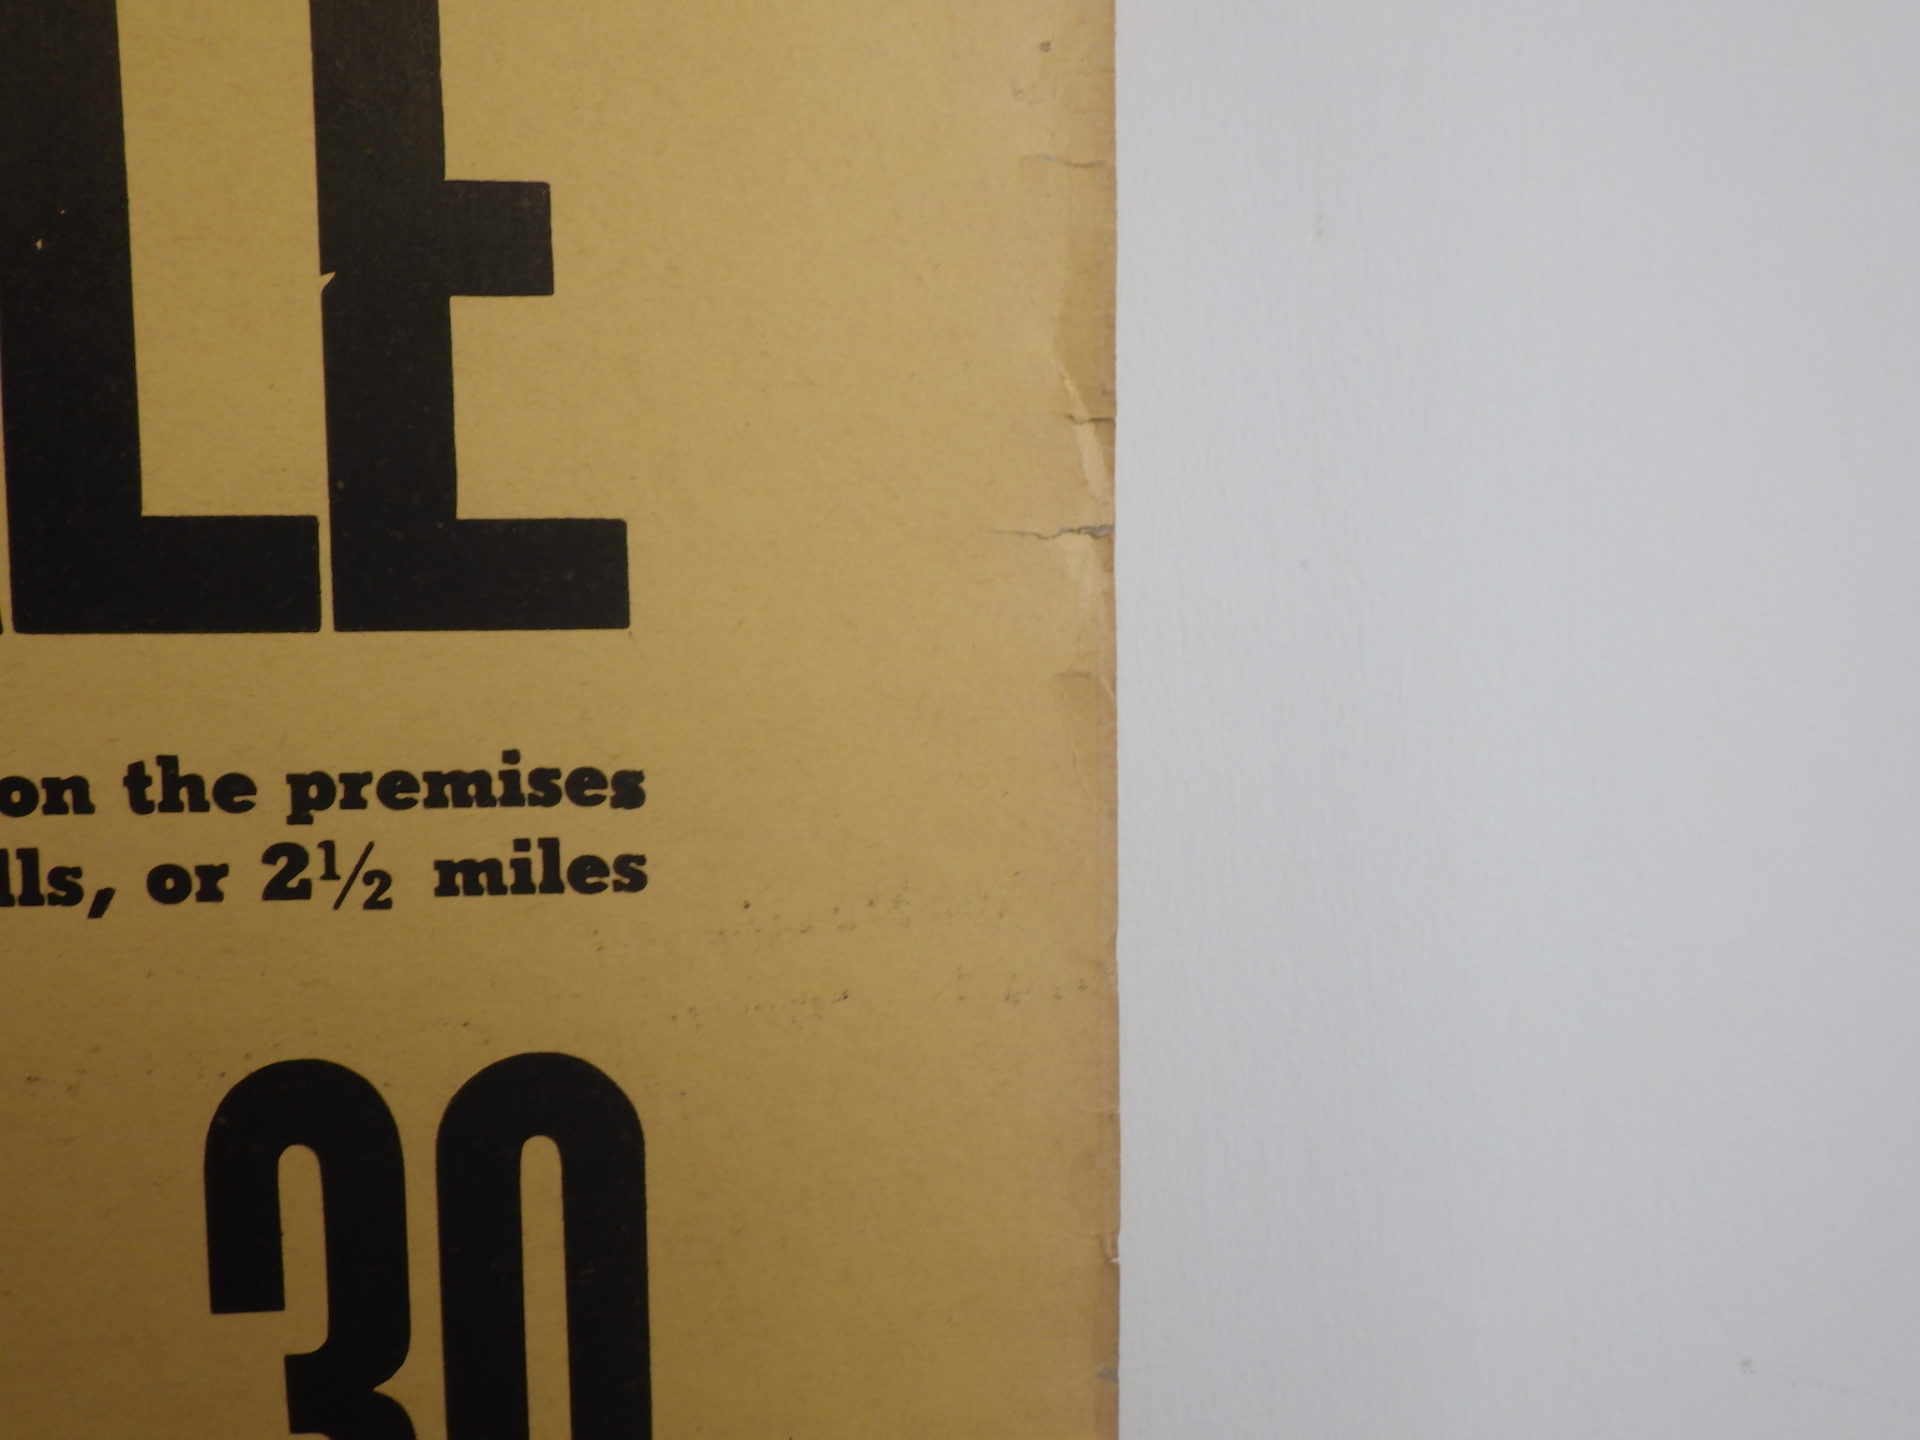 LE
on the premises
lls, or 2½ miles
30